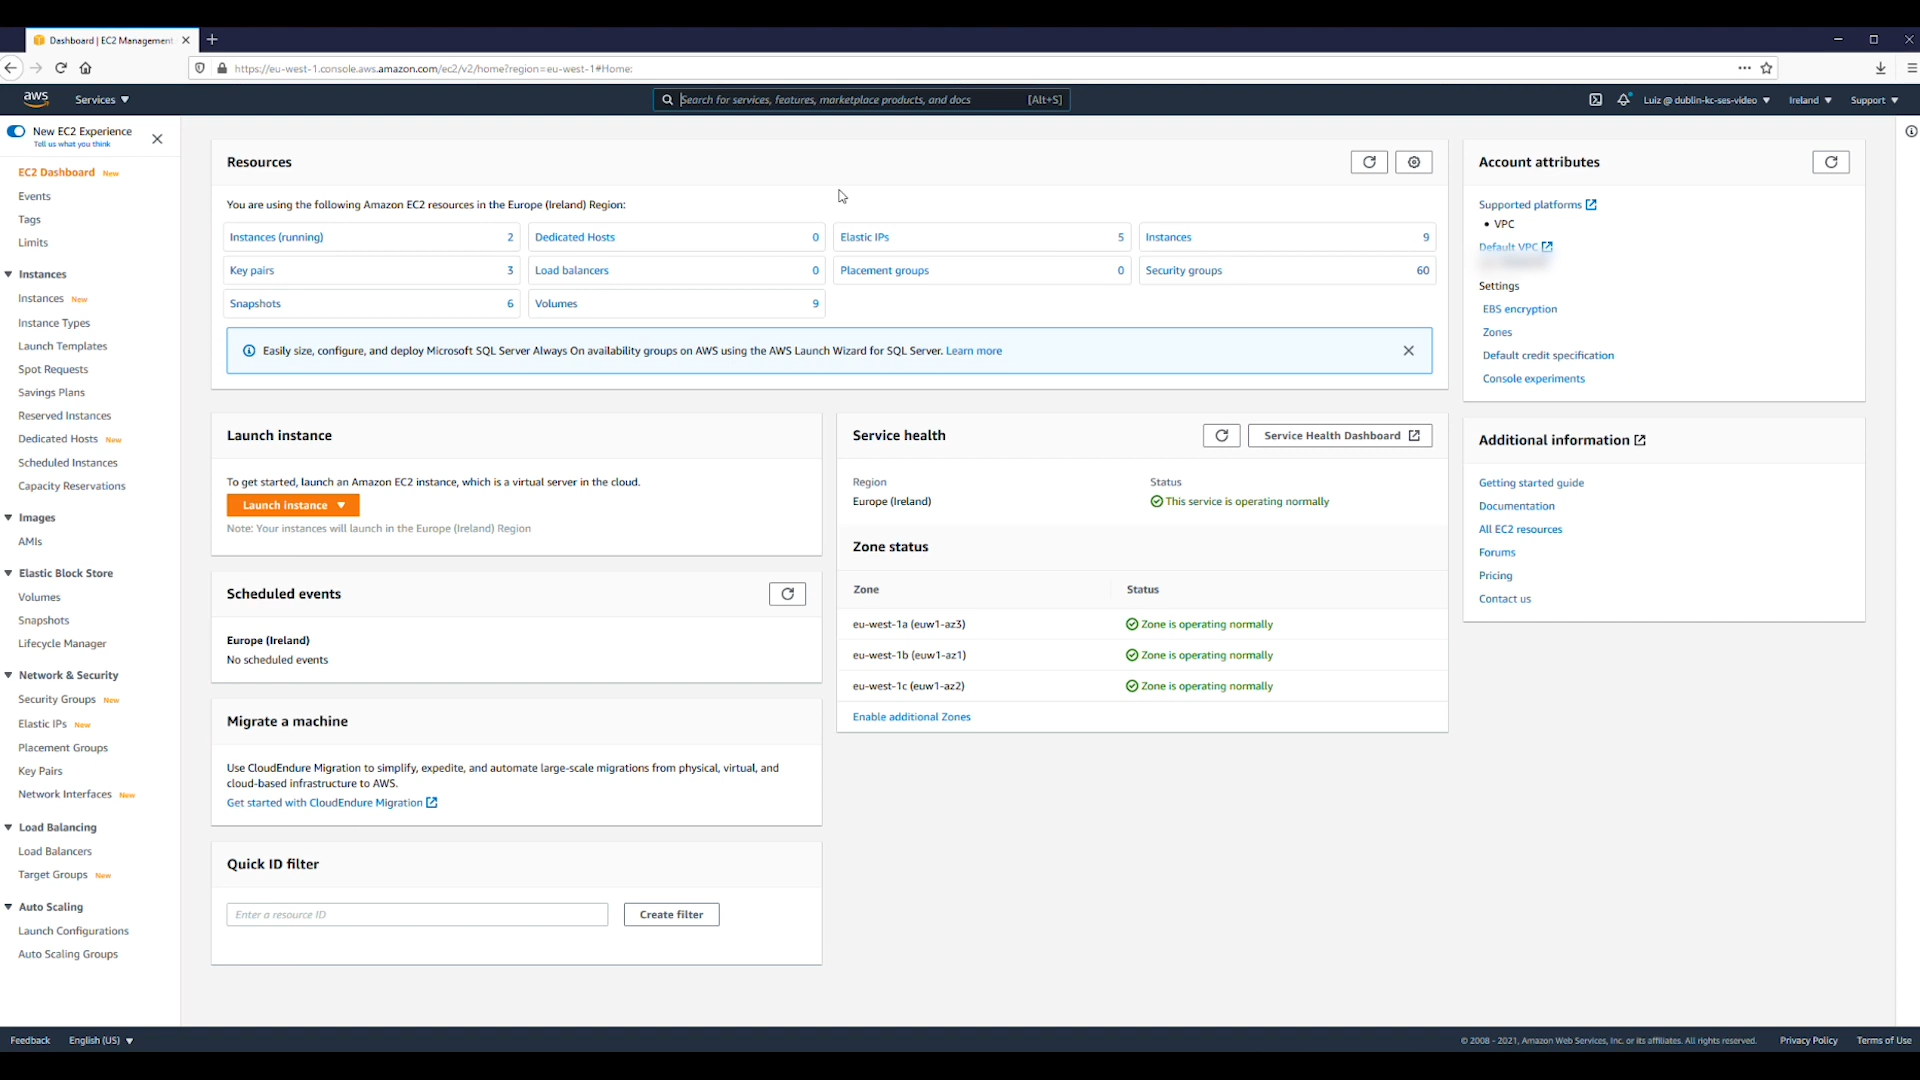 Dashboard | EC2 Management
https://eu-west-1.console.aws.amazon.com/ec2/v2/home?region=eu-west-1#Home:
aws
Services
Search for services, features, marketplace products, and docs
[Alt+S]
Luiz @ dublin-kc-ses-video
Ireland
Support
New EC2 Experience
Tell us what you think
EC2 Dashboard New
Events
Tags
Limits
Instances
Instances New
Instance Types
Launch Templates
Spot Requests
Savings Plans
Reserved Instances
Dedicated Hosts New
Scheduled Instances
Capacity Reservations
Images
AMIs
Elastic Block Store
Volumes
Snapshots
Lifecycle Manager
Network & Security
Security Groups New
Elastic IPs New
Placement Groups
Key Pairs
Network Interfaces New
Load Balancing
Load Balancers
Target Groups New
Auto Scaling
Launch Configurations
Auto Scaling Groups
Resources
You are using the following Amazon EC2 resources in the Europe (Ireland) Region:
Instances (running) 2
Dedicated Hosts 0
Elastic IPs 5
Instances 9
Key pairs 3
Load balancers 0
Placement groups 0
Security groups 60
Snapshots 6
Volumes 9
Easily size, configure, and deploy Microsoft SQL Server Always On availability groups on AWS using the AWS Launch Wizard for SQL Server. Learn more
Launch instance
To get started, launch an Amazon EC2 instance, which is a virtual server in the cloud.
Launch instance
Note: Your instances will launch in the Europe (Ireland) Region
Scheduled events
Europe (Ireland)
No scheduled events
Migrate a machine
Use CloudEndure Migration to simplify, expedite, and automate large-scale migrations from physical, virtual, and
cloud-based infrastructure to AWS.
Get started with CloudEndure Migration
Quick ID filter
Enter a resource ID
Create filter
Service health
Service Health Dashboard
Region
Status
Europe (Ireland)
This service is operating normally
Zone status
Zone
Status
eu-west-1a (euw1-az3)
Zone is operating normally
eu-west-1b (euw1-az1)
Zone is operating normally
eu-west-1c (euw1-az2)
Zone is operating normally
Enable additional Zones
Account attributes
Supported platforms
• VPC
Default VPC
Settings
EBS encryption
Zones
Default credit specification
Console experiments
Additional information
Getting started guide
Documentation
All EC2 resources
Forums
Pricing
Contact us
Feedback
English (US)
© 2008 - 2021, Amazon Web Services, Inc. or its affiliates. All rights reserved.
Privacy Policy
Terms of Use